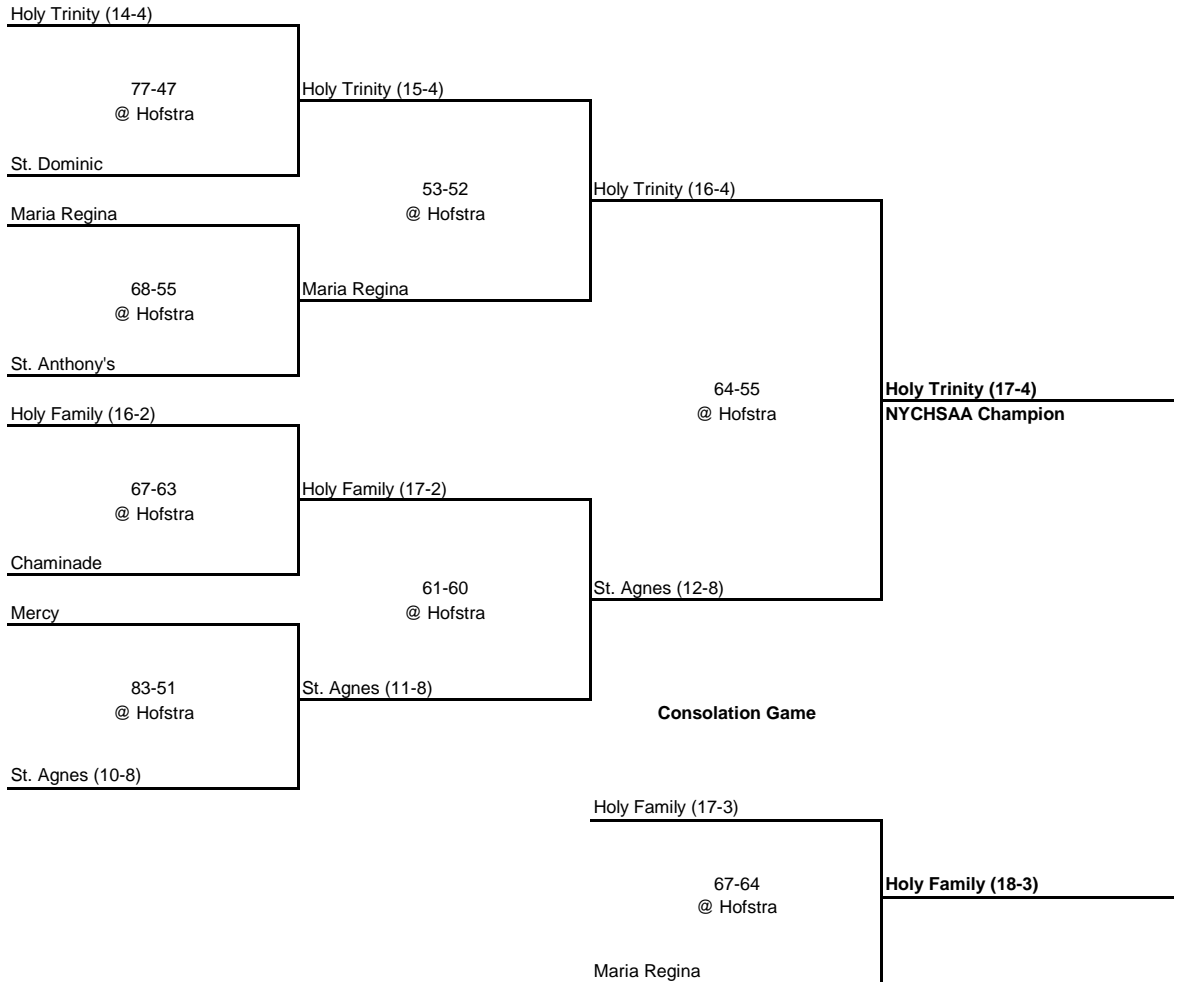 Holy Trinity (14-4)
77-47
@ Hofstra
Holy Trinity (15-4)
St. Dominic
53-52
@ Hofstra
Holy Trinity (16-4)
Maria Regina
68-55
@ Hofstra
Maria Regina
St. Anthony's
64-55
@ Hofstra
Holy Trinity (17-4)
NYCHSAA Champion
Holy Family (16-2)
67-63
@ Hofstra
Holy Family (17-2)
Chaminade
61-60
@ Hofstra
St. Agnes (12-8)
Mercy
83-51
@ Hofstra
St. Agnes (11-8)
St. Agnes (10-8)
Consolation Game
Holy Family (17-3)
67-64
@ Hofstra
Holy Family (18-3)
Maria Regina